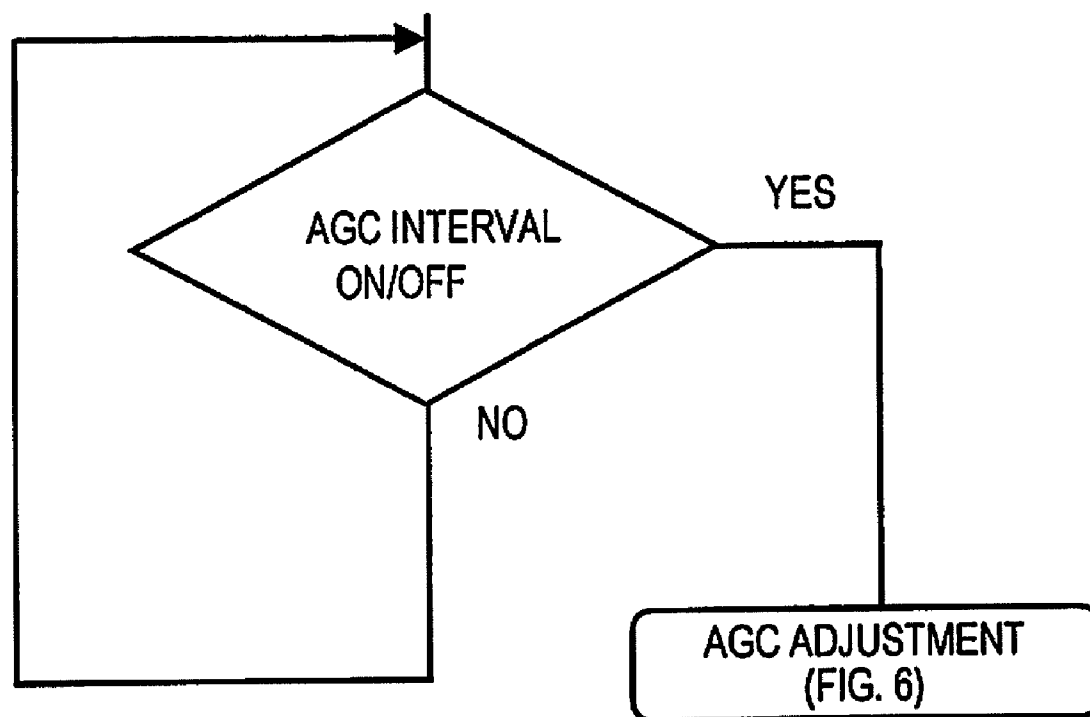 YES
AGC INTERVAL
ON/OFF
NO
AGC ADJUSTMENT
(FIG. 6)